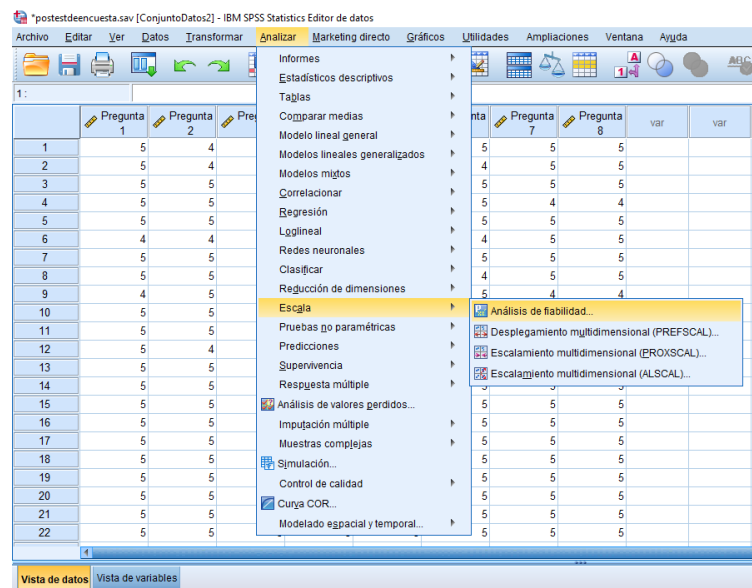 *postestdeencuesta.sav [ConjuntoDatos2] - IBM SPSS Statistics Editor de datos
Archivo Editar Ver Datos Transformar Analizar Marketing directo Gráficos Utilidades Ampliaciones Ventana Ayuda
1 :
Pregunta 1 Pregunta 2 Pre nta Pregunta 7 Pregunta 8 var var
Informes
Estadísticos descriptivos
Tablas
Comparar medias
Modelo lineal general
Modelos lineales generalizados
Modelos mixtos
Correlacionar
Regresión
Loglineal
Redes neuronales
Clasificar
Reducción de dimensiones
Escala
Pruebas no paramétricas
Predicciones
Supervivencia
Respuesta múltiple
Análisis de valores perdidos...
Imputación múltiple
Muestras complejas
Simulación...
Control de calidad
Curva COR...
Modelado espacial y temporal...
Análisis de fiabilidad...
Desplegamiento multidimensional (PREFSCAL)...
Escalamiento multidimensional (PROXSCAL)...
Escalamiento multidimensional (ALSCAL)...
1 5 4 5 5 5
2 5 4 4 5 5
3 5 5 5 5 5
4 5 5 5 4 4
5 5 5 5 5 5
6 4 4 4 5 5
7 5 5 5 5 5
8 5 5 4 5 5
9 4 5 5 4 4
10 5 5
11 5 5
12 5 4
13 5 5
14 5 5 5 5 5
15 5 5 5 5 5
16 5 5 5 5 5
17 5 5 5 5 5
18 5 5 5 5 5
19 5 5 5 5 5
20 5 5 5 5 5
21 5 5 5 5 5
22 5 5 5 5 5
Vista de datos Vista de variables